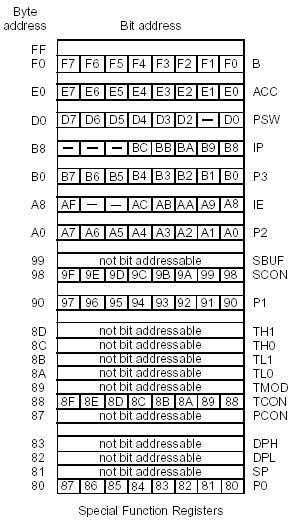 Byte address Bit address
FF
F0 F7 F6 F5 F4 F3 F2 F1 F0 B
E0 E7 E6 E5 E4 E3 E2 E1 E0 ACC
D0 D7 D6 D5 D4 D3 D2 — D0 PSW
B8 — — — BC BB BA B9 B8 IP
B0 B7 B6 B5 B4 B3 B2 B1 B0 P3
A8 AF — — AC AB AA A9 A8 IE
A0 A7 A6 A5 A4 A3 A2 A1 A0 P2
99 not bit addressable SBUF
98 9F 9E 9D 9C 9B 9A 99 98 SCON
90 97 96 95 94 93 92 91 90 P1
8D not bit addressable TH1
8C not bit addressable TH0
8B not bit addressable TL1
8A not bit addressable TL0
89 not bit addressable TMOD
88 8F 8E 8D 8C 8B 8A 89 88 TCON
87 not bit addressable PCON
83 not bit addressable DPH
82 not bit addressable DPL
81 not bit addressable SP
80 87 86 85 84 83 82 81 80 P0
Special Function Registers